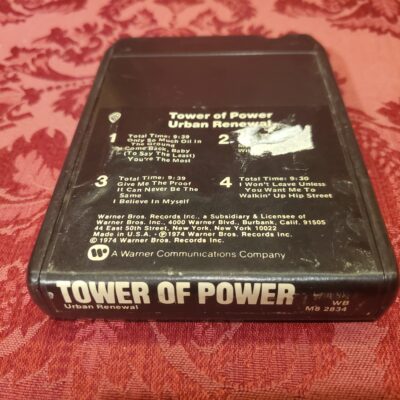 Tower of Power
Urban Renewal
1 Total Time: 9:39
Only So Much Oil In
The Ground
Come Back, Baby
(To Say The Least)
You're The Most
2.
3 Total Time: 9:39
Give Me The Proof
It Can Never Be The
Same
I Believe In Myself
4 Total Time: 9:30
I Won't Leave Unless
You Want Me To
Walkin' Up Hip Street
Warner Bros. Records Inc., a Subsidiary & Licensee of
Warner Bros. Inc., 4000 Warner Blvd., Burbank, Calif. 91505
44 East 50th Street, New York, New York 10022
Made in U.S.A. • ℗ 1974 Warner Bros. Records Inc.
© 1974 Warner Bros. Records Inc.
A Warner Communications Company
TOWER OF POWER
Urban Renewal
WB
M8 2834